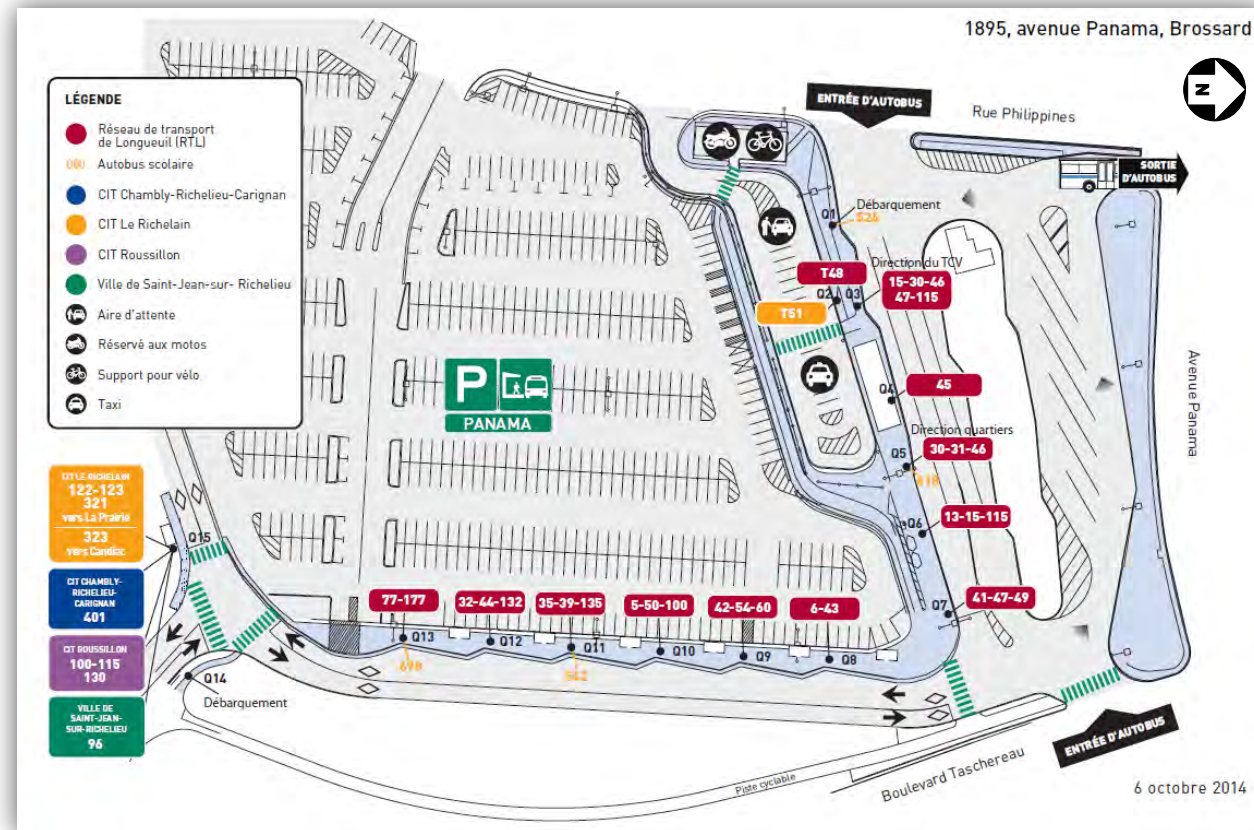 1895, avenue Panama, Brossard
N
LÉGENDE
Réseau de transport
de Longueuil (RTL)
Autobus scolaire
CIT Chambly-Richelieu-Carignan
CIT Le Richelain
CIT Roussillon
Ville de Saint-Jean-sur- Richelieu
Aire d'attente
Réservé aux motos
Support pour vélo
Taxi
ENTRÉE D'AUTOBUS
Rue Philippines
SORTIE
D'AUTOBUS
Q1
Débarquement
526
T48
Direction du TCV
15-30-46
47-115
Q2
Q3
T51
Q4
45
Direction quartiers
Q5
30-31-46
Q6
13-15-115
Q7
41-47-49
Avenue Panama
P
PANAMA
CIT LE RICHELAIN
122-123
321
vers La Prairie
323
vers Candiac
CIT CHAMBLY-
RICHELIEU-
CARIGNAN
401
CIT ROUSSILLON
100-115
130
VILLE DE
SAINT-JEAN-
SUR-RICHELIEU
96
Q15
Q14
Débarquement
77-177
32-44-132
35-39-135
5-50-100
42-54-60
6-43
Q13
Q12
Q11
Q10
Q9
Q8
Piste cyclable
Boulevard Taschereau
ENTRÉE D'AUTOBUS
6 octobre 2014